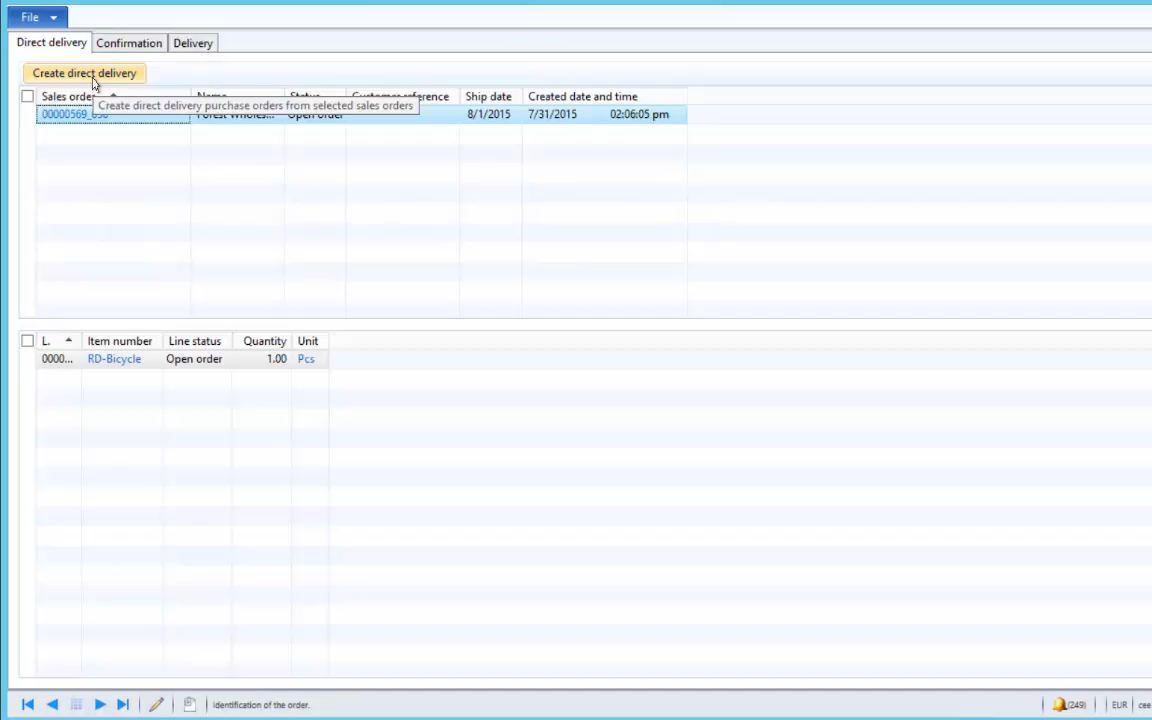 File
Direct delivery Confirmation Delivery
Create direct delivery
Sales order Name Status Customer reference Ship date Created date and time
Create direct delivery purchase orders from selected sales orders
Forest Wholes... Open order 8/1/2015 7/31/2015 02:06:05 pm
L. Item number Line status Quantity Unit
0000... RD-Bicycle Open order 1.00 Pcs
Identification of the order.
(249) EUR cee